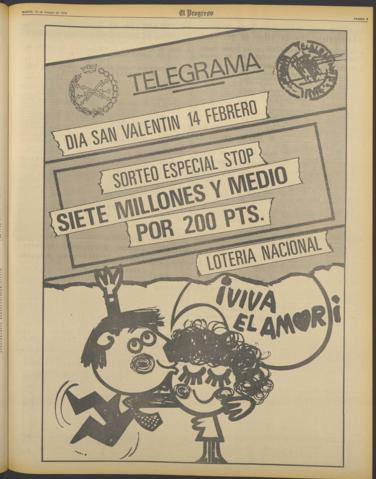 El Progreso
TELEGRAMA
DIA SAN VALENTIN 14 FEBRERO
SORTEO ESPECIAL STOP
SIETE MILLONES Y MEDIO
POR 200 PTS.
LOTERIA NACIONAL
¡VIVA
EL AMOR!